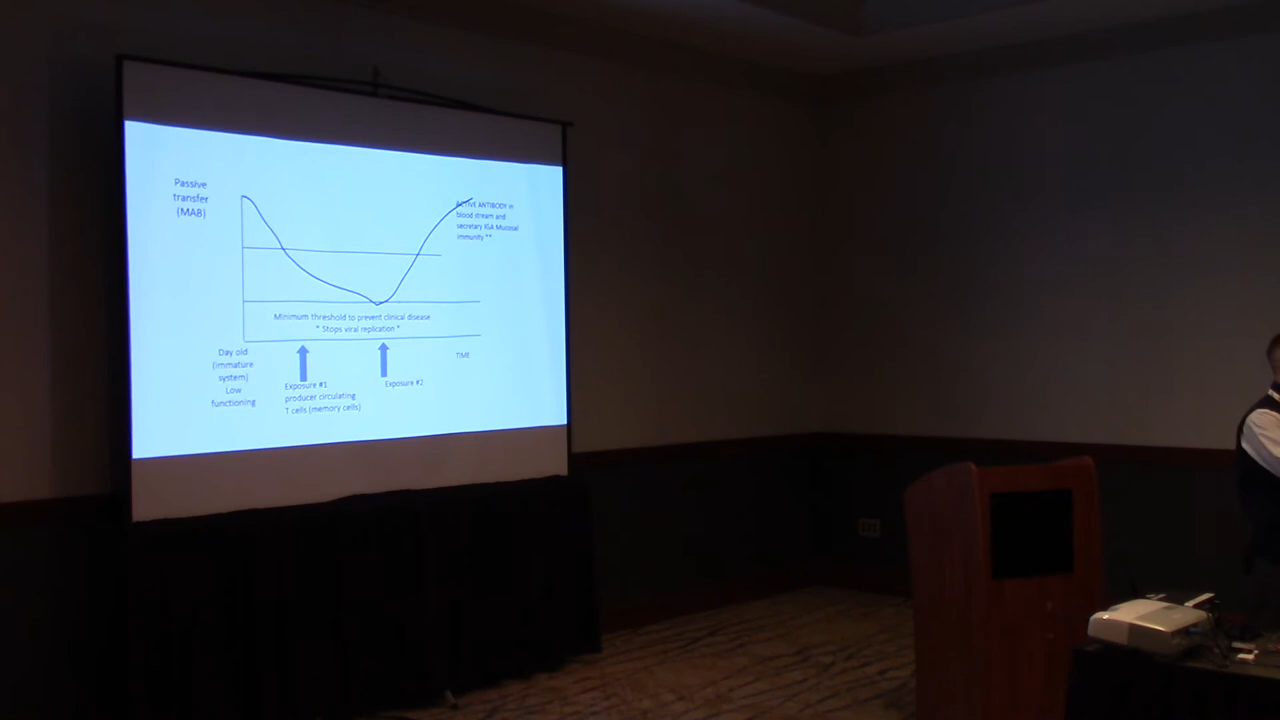 Passive
transfer
(MAB)
ACTIVE ANTIBODY in
blood stream and
secretary IGA Mucosal
immunity **
Minimum threshold to prevent clinical disease
* Stops viral replication *
Day old
(immature
system)
Low
functioning
Exposure #1
producer circulating
T cells (memory cells)
Exposure #2
TIME